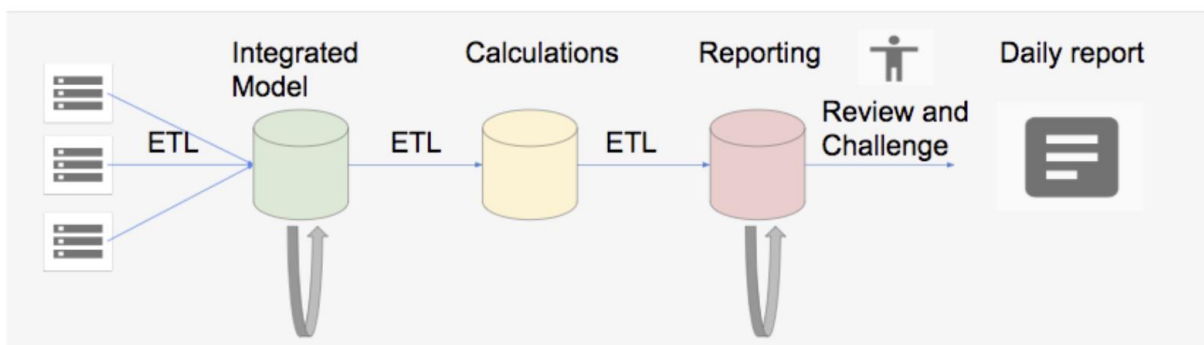 Integrated
Model
Calculations
Reporting
Daily report
ETL
ETL
ETL
Review and
Challenge